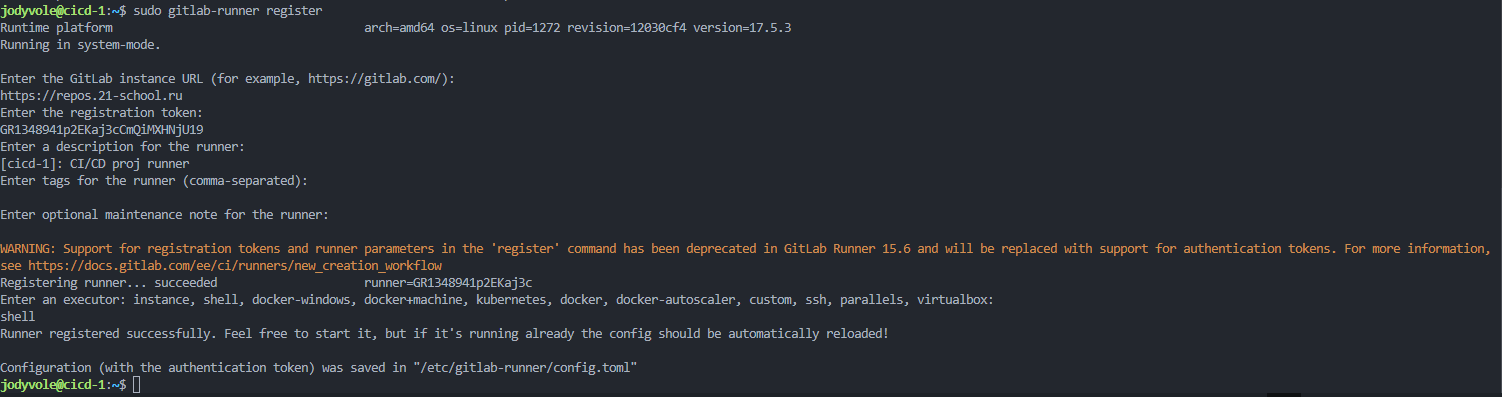 jodyvole@cicd-1:~$ sudo gitlab-runner register
Runtime platform                                    arch=amd64 os=linux pid=1272 revision=12030cf4 version=17.5.3
Running in system-mode.

Enter the GitLab instance URL (for example, https://gitlab.com/):
https://repos.21-school.ru
Enter the registration token:
GR1348941p2EKaj3cCmQiMXHNjU19
Enter a description for the runner:
[cicd-1]: CI/CD proj runner
Enter tags for the runner (comma-separated):

Enter optional maintenance note for the runner:

WARNING: Support for registration tokens and runner parameters in the 'register' command has been deprecated in GitLab Runner 15.6 and will be replaced with support for authentication tokens. For more information,
see https://docs.gitlab.com/ee/ci/runners/new_creation_workflow
Registering runner... succeeded                     runner=GR1348941p2EKaj3c
Enter an executor: instance, shell, docker-windows, docker+machine, kubernetes, docker, docker-autoscaler, custom, ssh, parallels, virtualbox:
shell
Runner registered successfully. Feel free to start it, but if it's running already the config should be automatically reloaded!

Configuration (with the authentication token) was saved in "/etc/gitlab-runner/config.toml"
jodyvole@cicd-1:~$